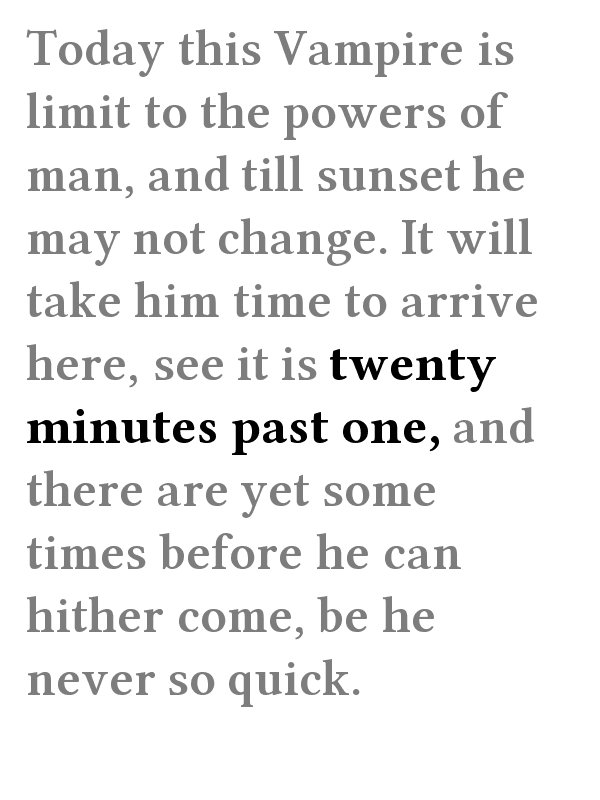 Today this Vampire is
limit to the powers of
man, and till sunset he
may not change. It will
take him time to arrive
here, see it is twenty
minutes past one, and
there are yet some
times before he can
hither come, be he
never so quick.